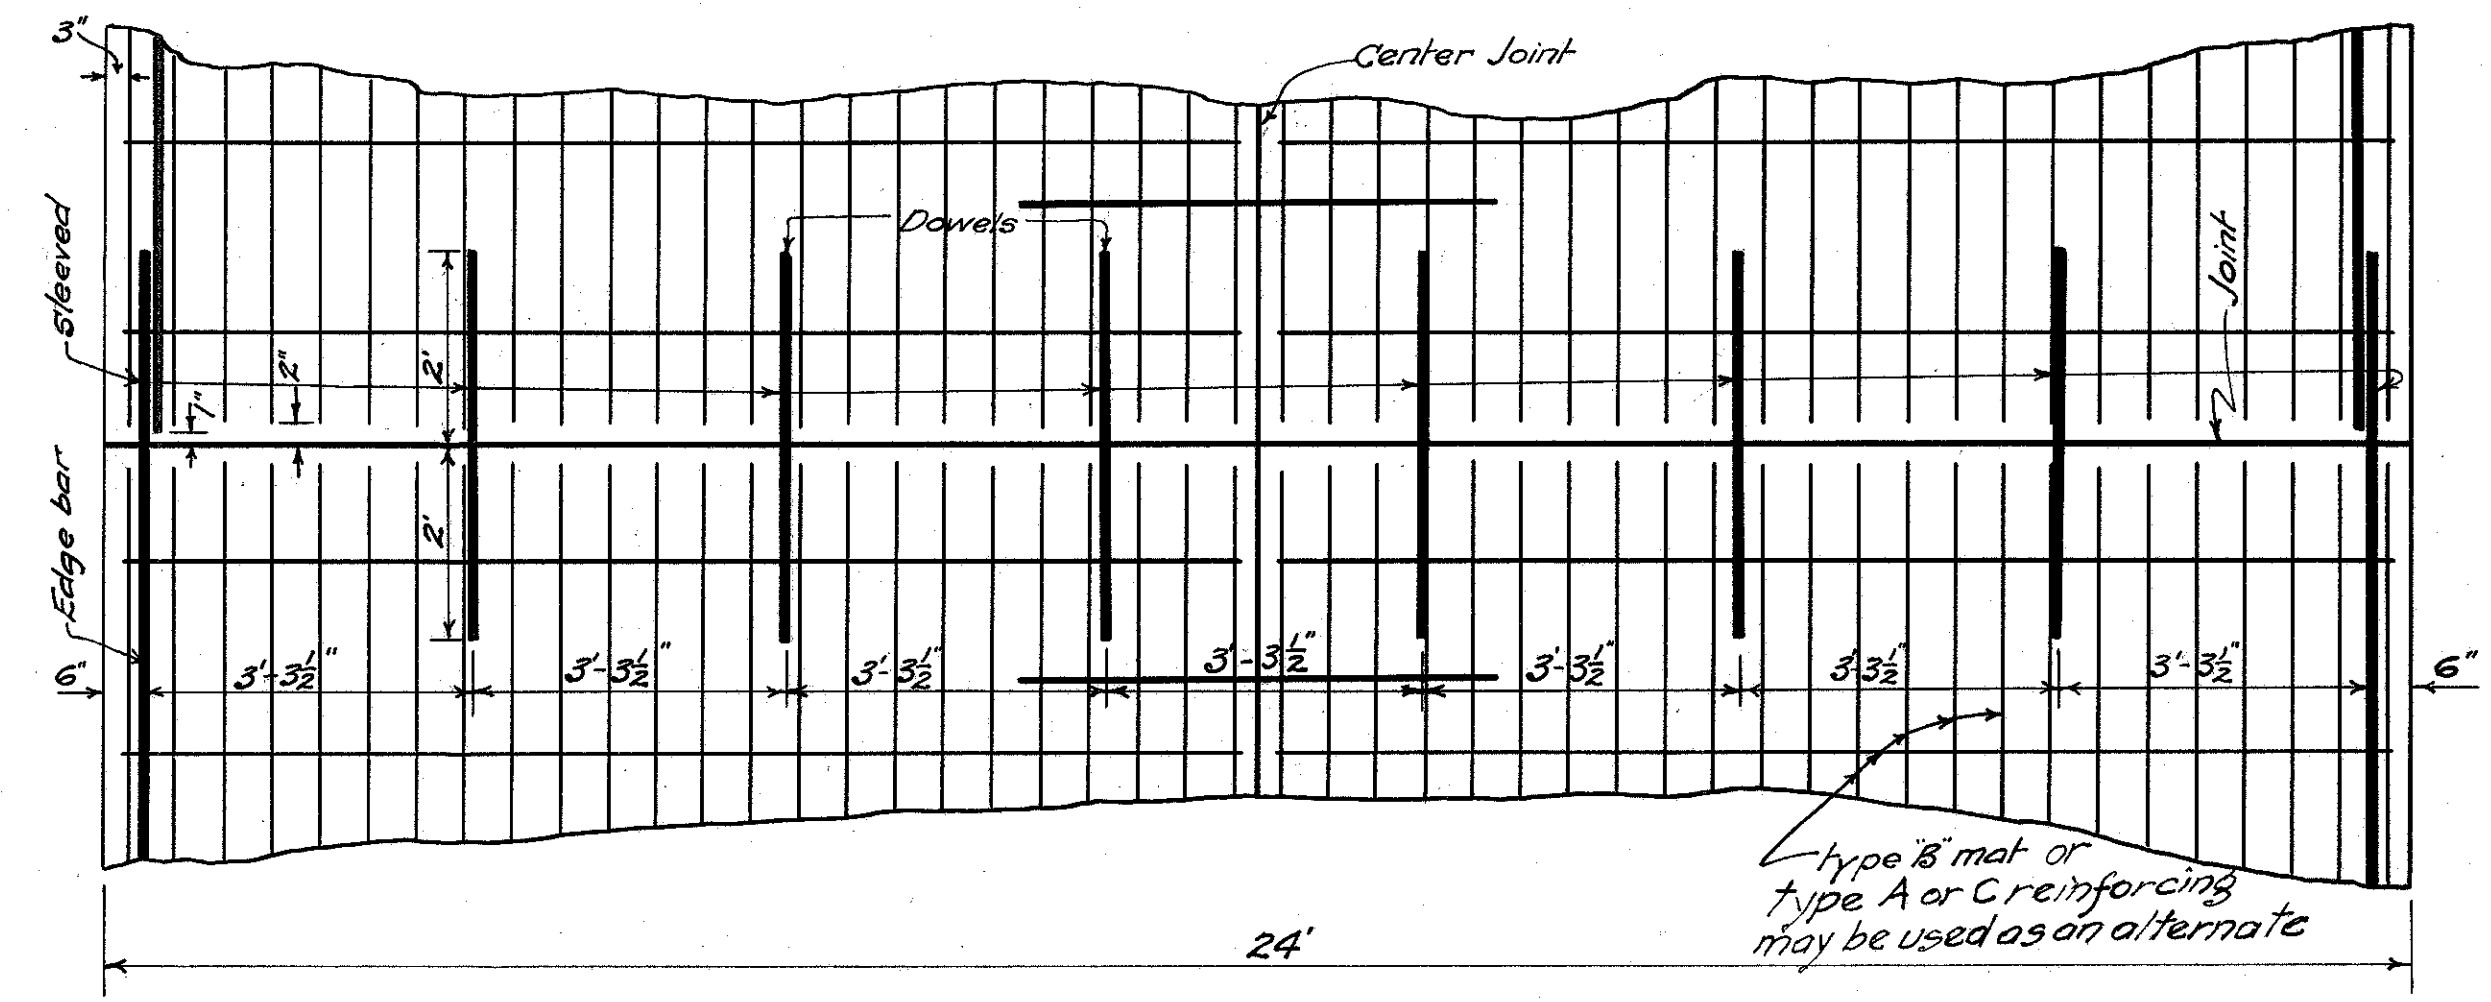 3"
Center Joint
Dowels
Sleeved
Joint
2'
2"
1"
2'
Edge bar
6"
3'-3½"
3'-3½"
3'-3½"
3'-3½"
3'-3½"
3'-3½"
3'-3½"
6"
type "B" mat or
type A or C reinforcing
may be used as an alternate
24'